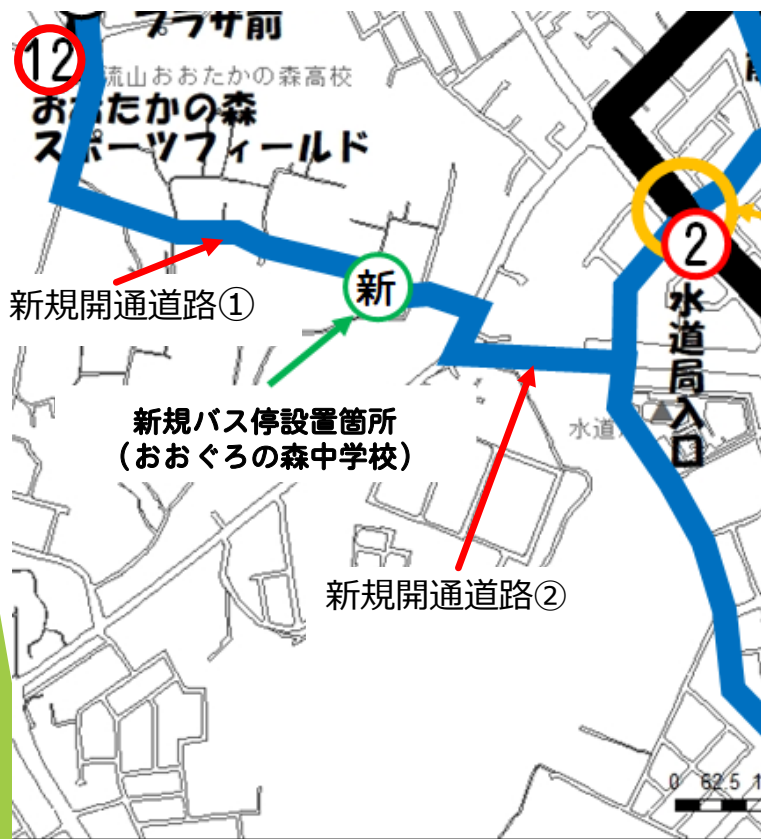 プラザ前
12
流山おおたかの森高校
おおたかの森
スポーツフィールド
2
新
新規開通道路①
水道局入口
新規バス停設置箇所
(おおぐろの森中学校)
水道
新規開通道路②
0 62.5